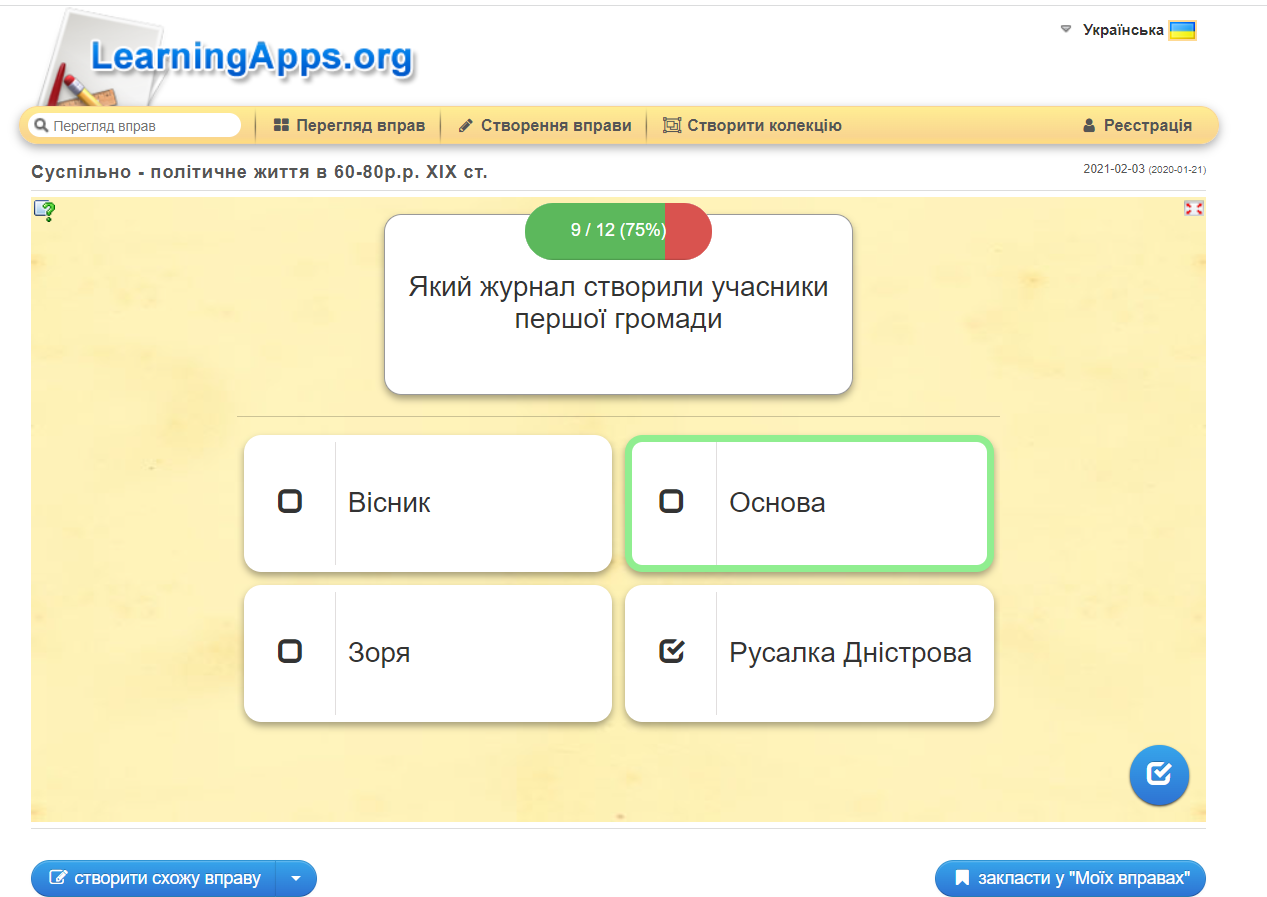 LearningApps.org
Українська
Перегляд вправ
Перегляд вправ
Створення вправи
Створити колекцію
Реєстрація
Суспільно - політичне життя в 60-80р.р. ХІХ ст.
2021-02-03 (2020-01-21)
9 / 12 (75%)
Який журнал створили учасники
першої громади
Вісник
Основа
Зоря
Русалка Дністрова
створити схожу вправу
закласти у "Моїх вправах"